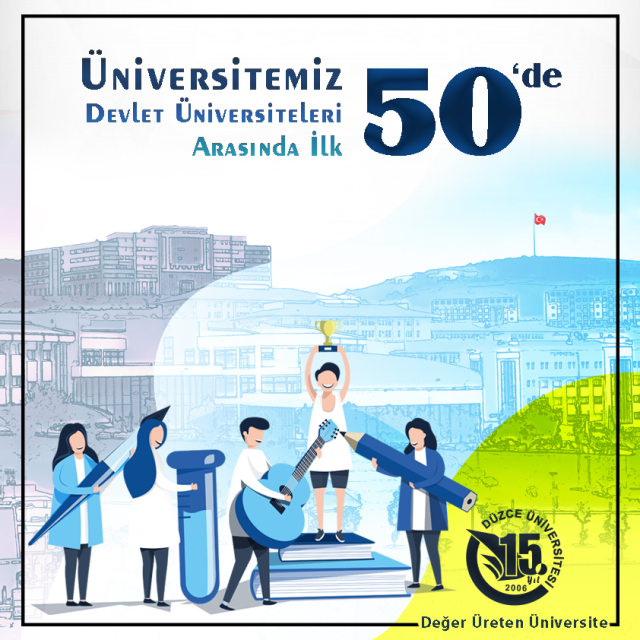 Üniversitemiz
Devlet Üniversiteleri
Arasında İlk
50'de
DÜZCE ÜNİVERSİTESİ
15.
Yıl
2006
Değer Üreten Üniversite